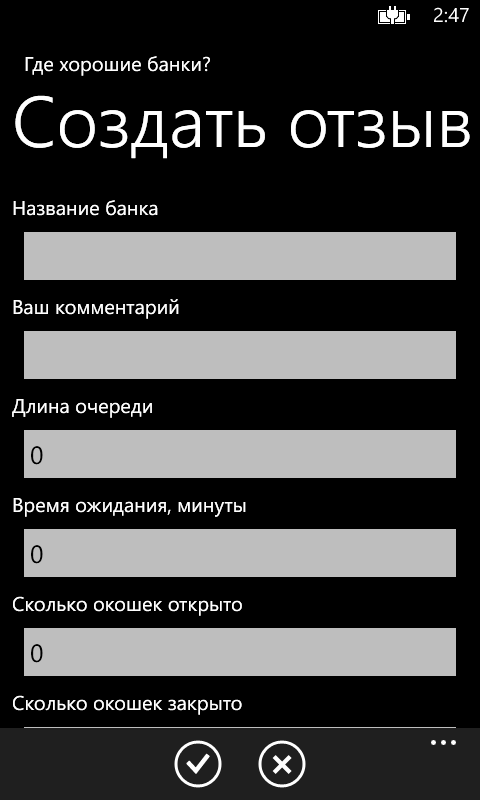 2:47
Где хорошие банки?
Создать отзыв
Название банка
Ваш комментарий
Длина очереди
0
Время ожидания, минуты
0
Сколько окошек открыто
0
Сколько окошек закрыто